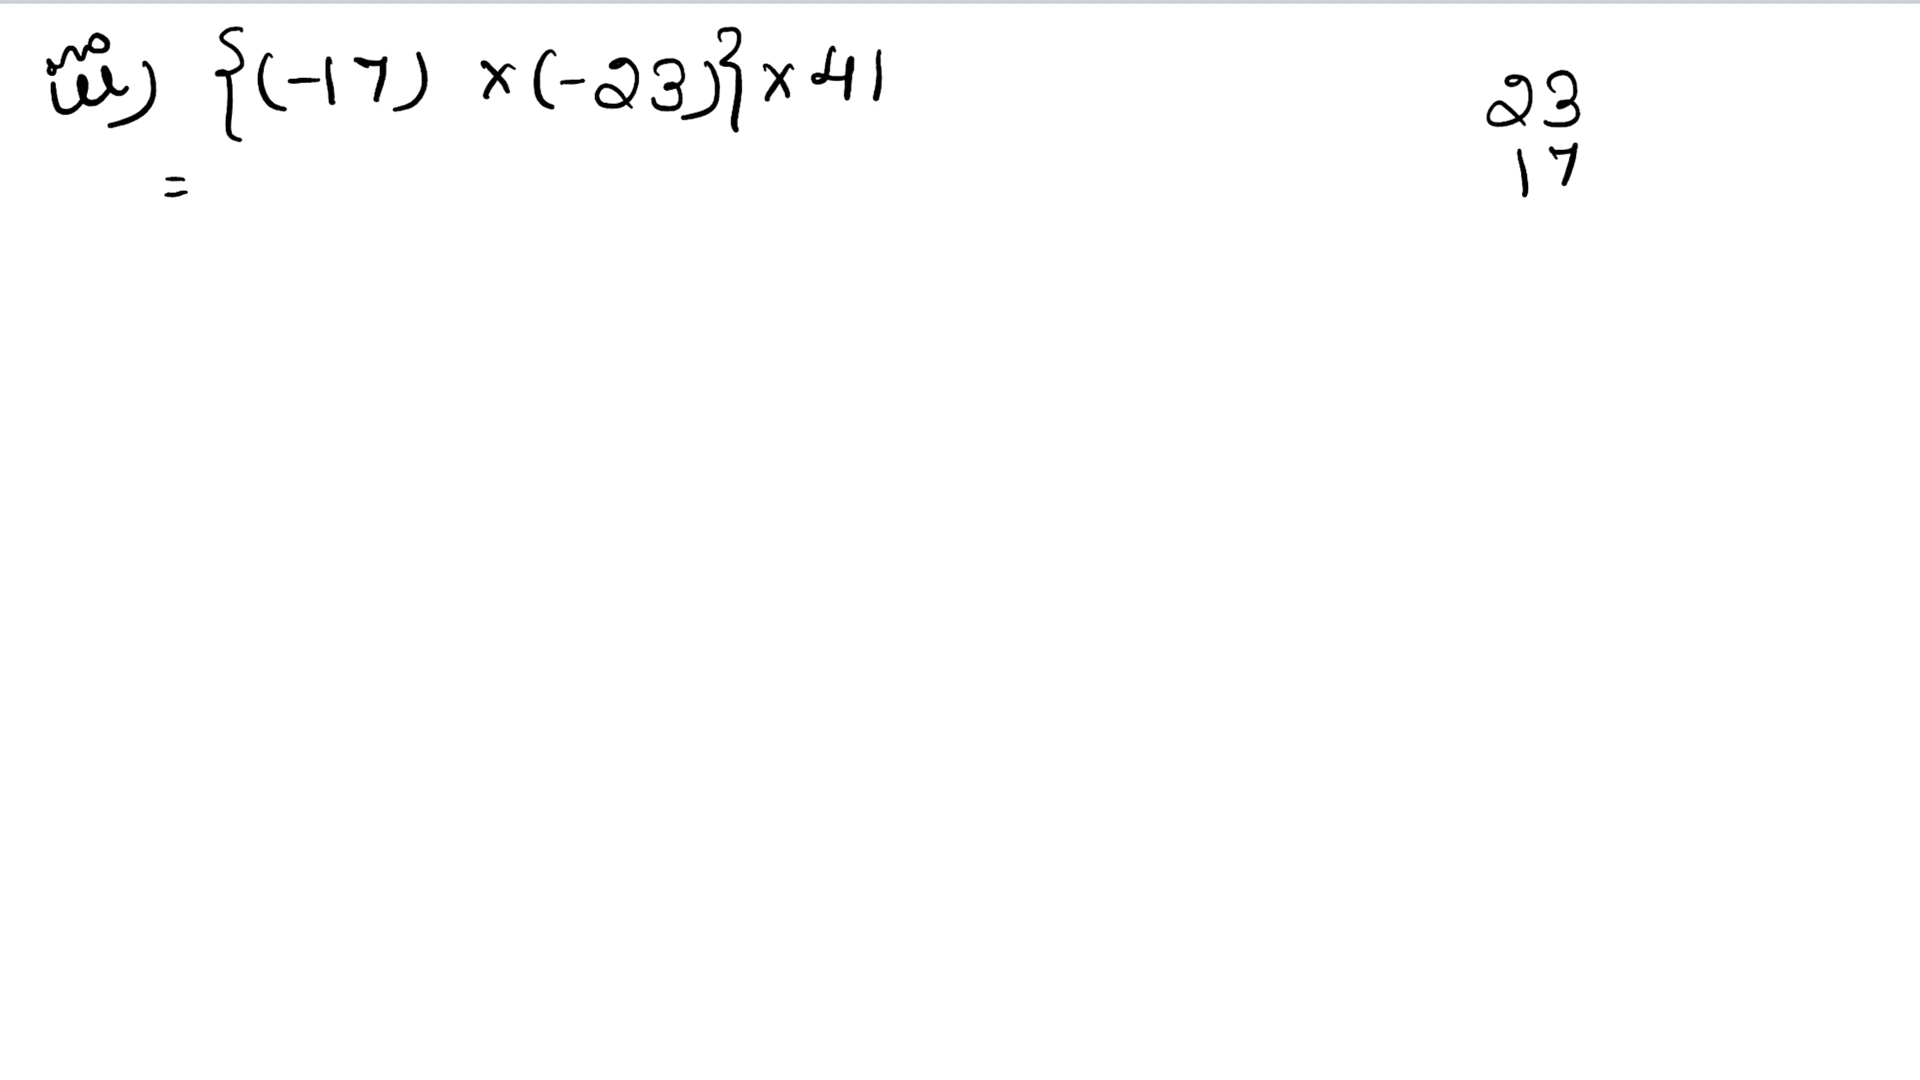 iii) {(-17) ×(-23)}×41
=
23
17